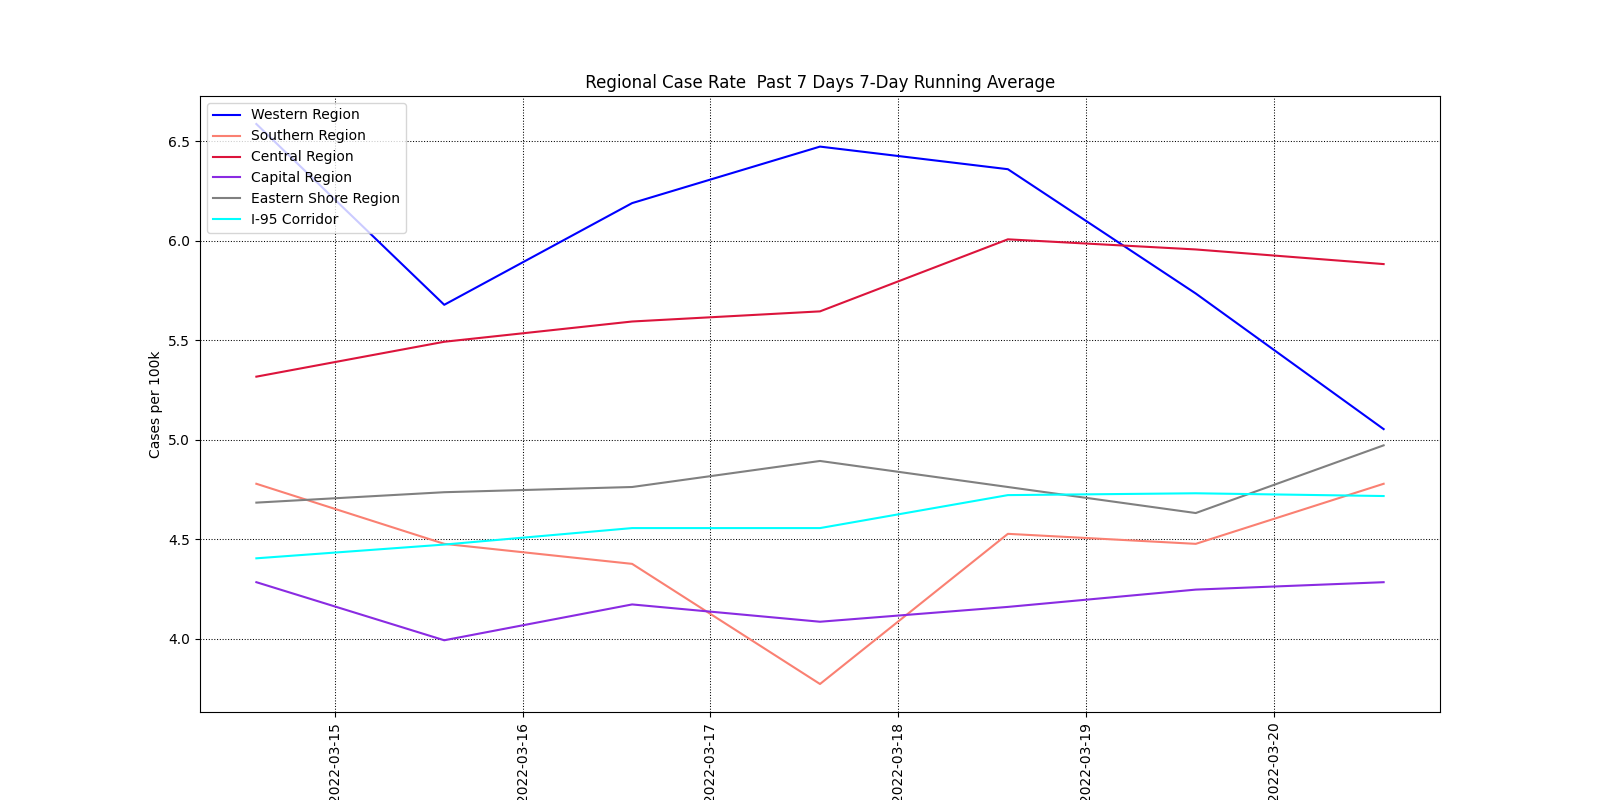 Regional Case Rate  Past 7 Days 7-Day Running Average
Western Region
Southern Region
Central Region
Capital Region
Eastern Shore Region
I-95 Corridor
Cases per 100k
6.5
6.0
5.5
5.0
4.5
4.0
2022-03-15
2022-03-16
2022-03-17
2022-03-18
2022-03-19
2022-03-20